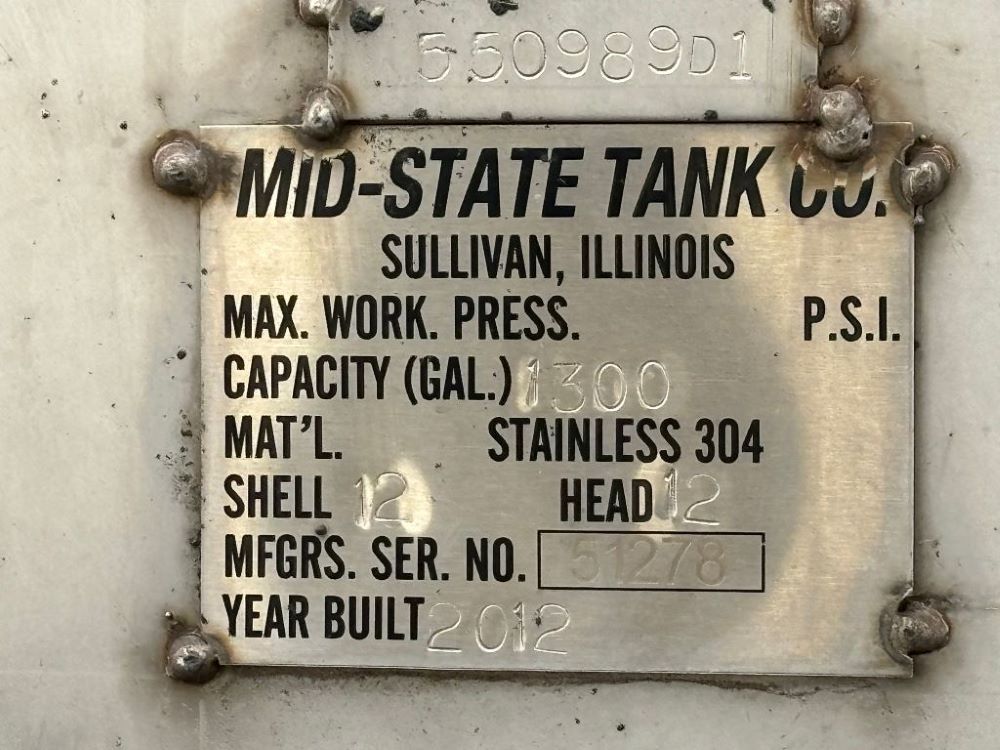 550989D1
MID-STATE TANK CO.
SULLIVAN, ILLINOIS
MAX. WORK. PRESS. P.S.I.
CAPACITY (GAL.) 1300
MAT'L. STAINLESS 304
SHELL 12 HEAD 12
MFGRS. SER. NO. 51278
YEAR BUILT 2012